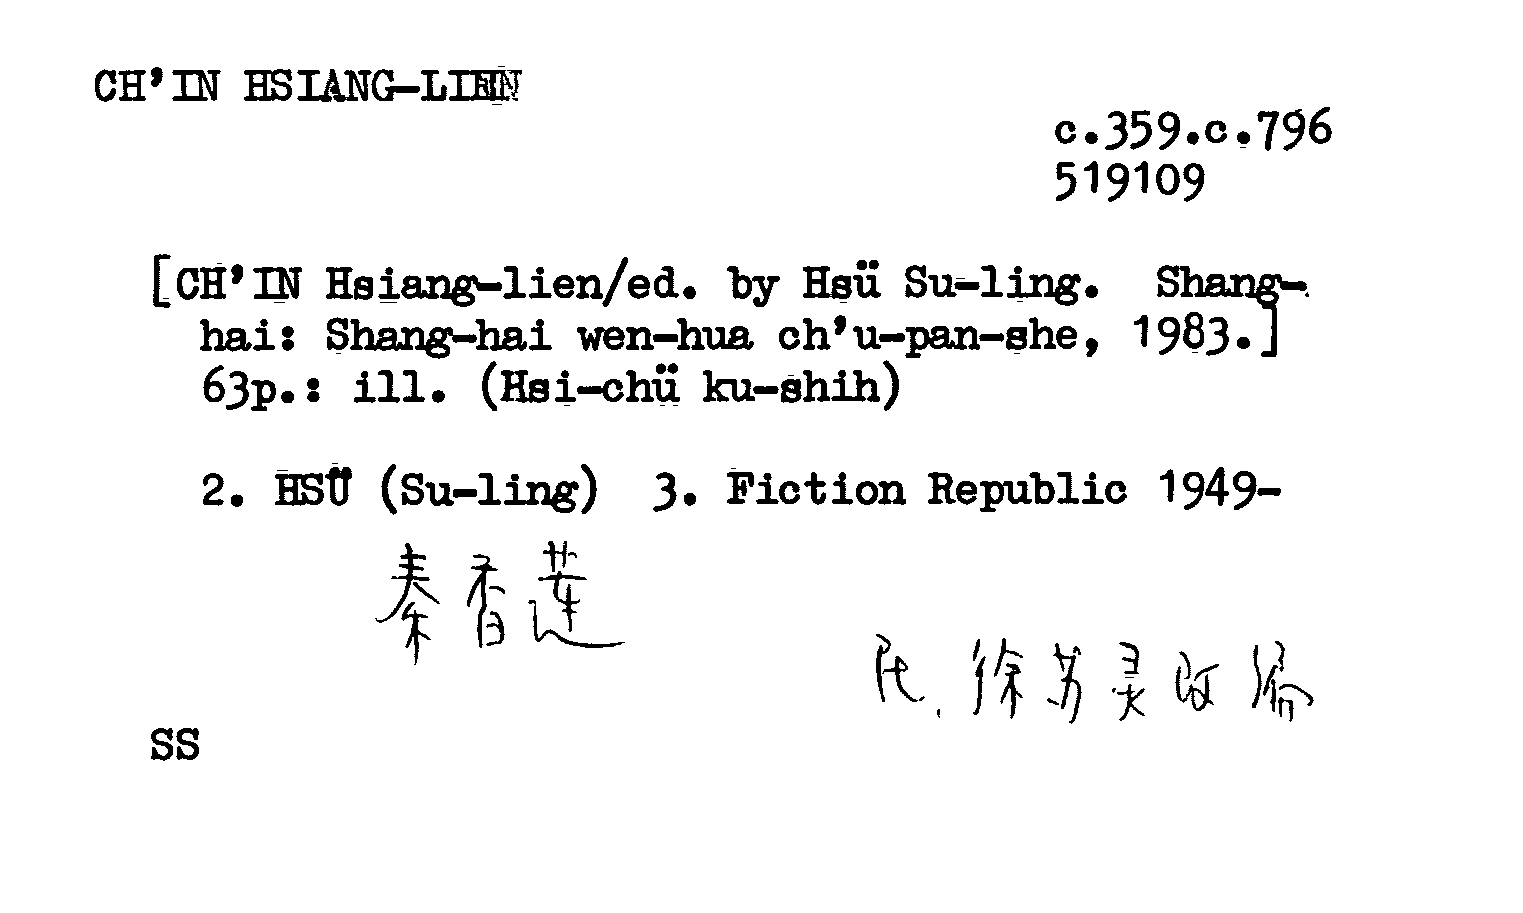 CH'IN HSIANG-LIEN
c.359.c.796
519109
[CH'IN Hsiang-lien/ed. by Hsü Su-ling. Shang-
hai: Shang-hai wen-hua ch'u-pan-she, 1983.]
63p.: ill. (Hsi-chü ku-shih)
2. HSÜ (Su-ling) 3. Fiction Republic 1949-
秦香莲
徐苏灵改编
SS